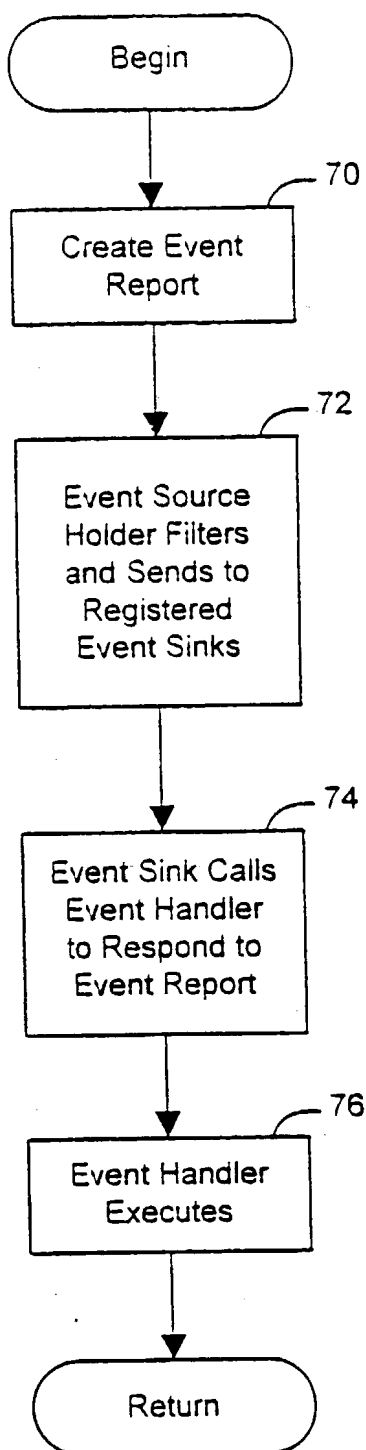 Begin
70
Create Event
Report
72
Event Source
Holder Filters
and Sends to
Registered
Event Sinks
74
Event Sink Calls
Event Handler
to Respond to
Event Report
76
Event Handler
Executes
Return